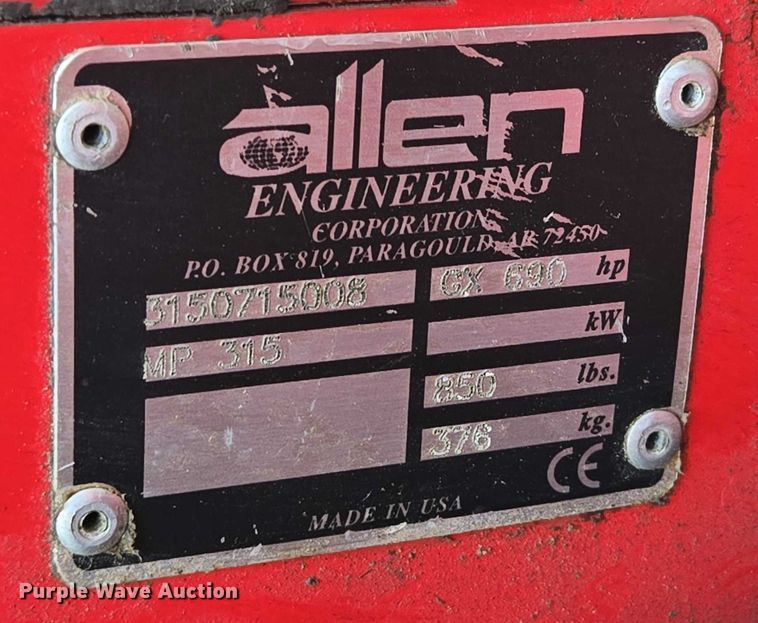 allen
ENGINEERING
CORPORATION
P.O. BOX 819, PARAGOULD, AR 72450
3150715008
GX 690 hp
MP 315
kW
850 lbs.
376 kg.
CE
MADE IN USA
Purple Wave Auction